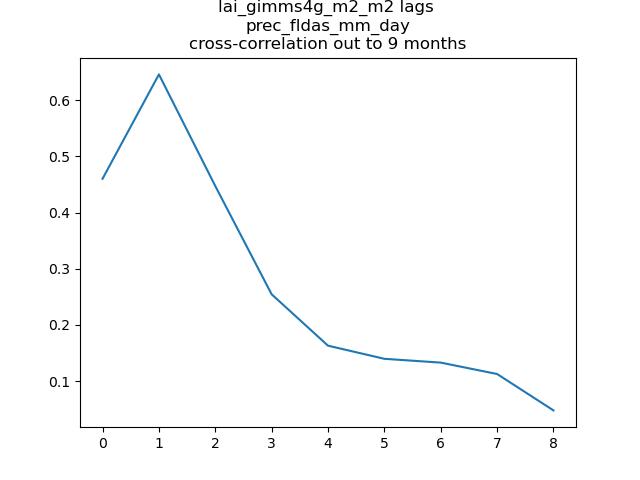 lai_gimms4g_m2_m2 lags
prec_fldas_mm_day
cross-correlation out to 9 months
0.6
0.5
0.4
0.3
0.2
0.1
0 1 2 3 4 5 6 7 8